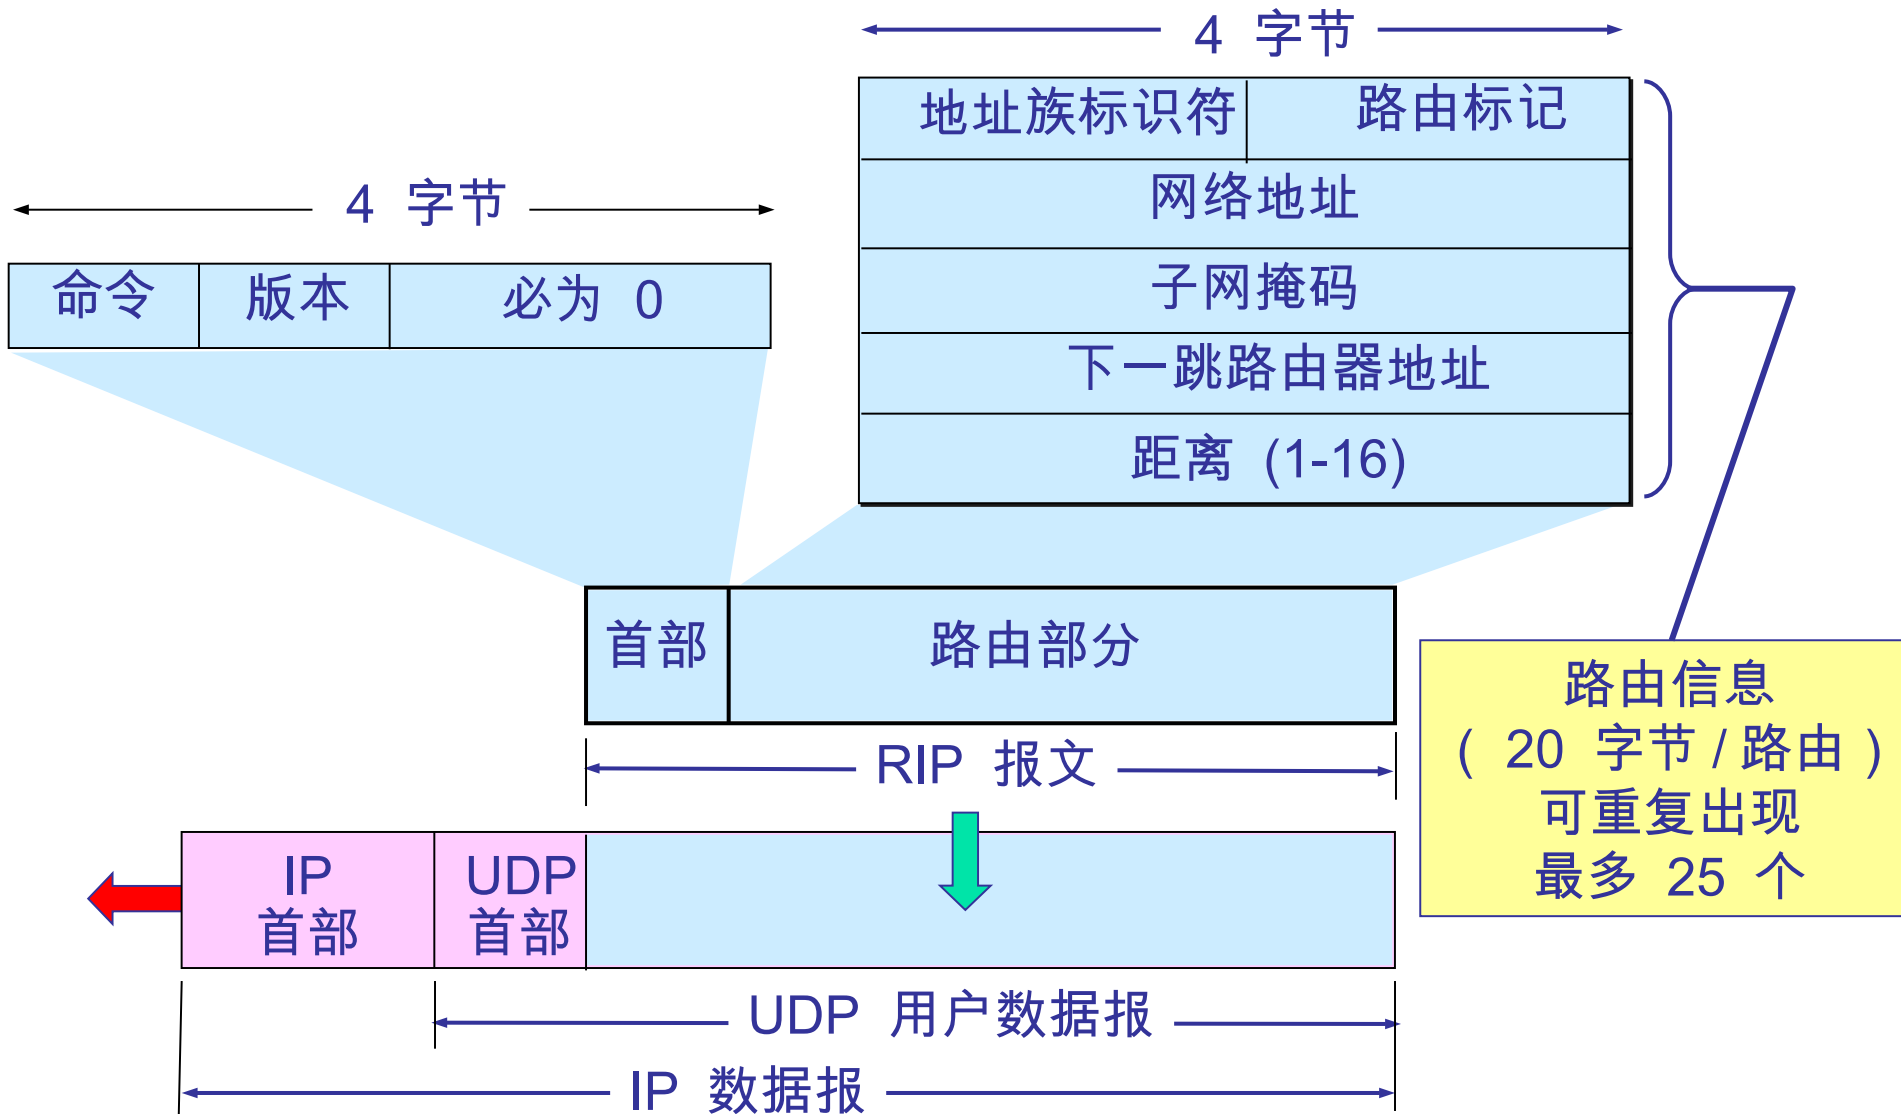 4 字节
地址族标识符 路由标记
网络地址
子网掩码
下一跳路由器地址
距离 (1-16)
4 字节
命令 版本 必为 0
首部 路由部分
RIP 报文
路由信息
( 20 字节 / 路由 )
可重复出现
最多 25 个
IP
首部
UDP
首部
UDP 用户数据报
IP 数据报